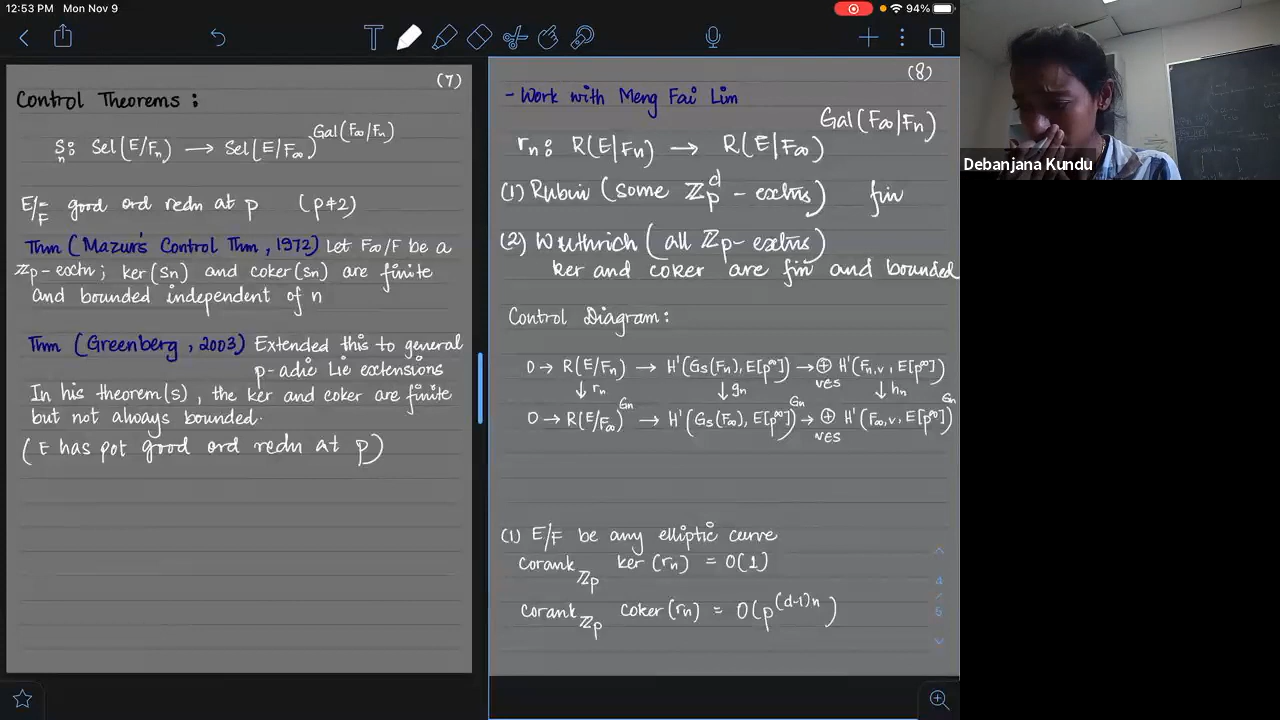 12:53 PM Mon Nov 9
94%
(7)
Control Theorems :
Sn: Sel(E/Fn) → Sel(E/F∞)^Gal(F∞/Fn)
E/F good ord redn at p (p≠2)
Thm (Mazur's Control Thm, 1972) Let F∞/F be a
ℤp-extn; ker(Sn) and coker(Sn) are finite
and bounded independent of n
Thm (Greenberg, 2003) Extended this to general
p-adic Lie extensions
In his theorem(s), the ker and coker are finite
but not always bounded.
(E has pot good ord redn at p)
(8)
- Work with Meng Fai Lim
rn: R(E|Fn) → R(E|F∞)^Gal(F∞|Fn)
(1) Rubin (some ℤp^d - extns) fin
(2) Wuthrich (all ℤp-extns)
ker and coker are fin and bounded
Control Diagram:
0 → R(E/Fn) → H'(Gs(Fn), E[p^∞]) → ⊕ H'(Fn,v, E[p^∞])
↓rn ↓gn v∈S ↓hn
0 → R(E/F∞)^Gn → H'(Gs(F∞), E[p^∞])^Gn → ⊕ H'(F∞,v, E[p^∞])^Gn
v∈S
(1) E/F be any elliptic curve
corank ℤp ker(rn) = O(1)
corank ℤp coker(rn) = O(p^(d-1)n)
Debanjana Kundu